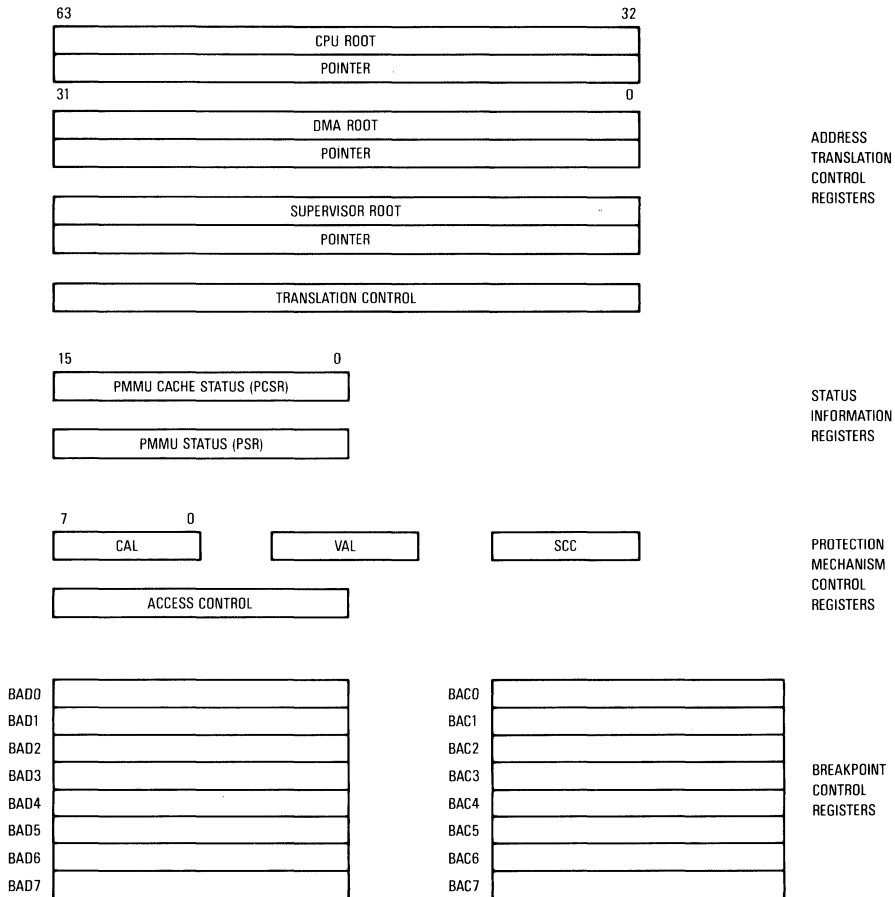 63 32
CPU ROOT
POINTER
31 0
DMA ROOT
POINTER
ADDRESS
TRANSLATION
CONTROL
REGISTERS
SUPERVISOR ROOT
POINTER
TRANSLATION CONTROL
15 0
PMMU CACHE STATUS (PCSR)
PMMU STATUS (PSR)
STATUS
INFORMATION
REGISTERS
7 0
CAL VAL SCC
ACCESS CONTROL
PROTECTION
MECHANISM
CONTROL
REGISTERS
BAD0 BAC0
BAD1 BAC1
BAD2 BAC2
BAD3 BAC3
BAD4 BAC4
BAD5 BAC5
BAD6 BAC6
BAD7 BAC7
BREAKPOINT
CONTROL
REGISTERS